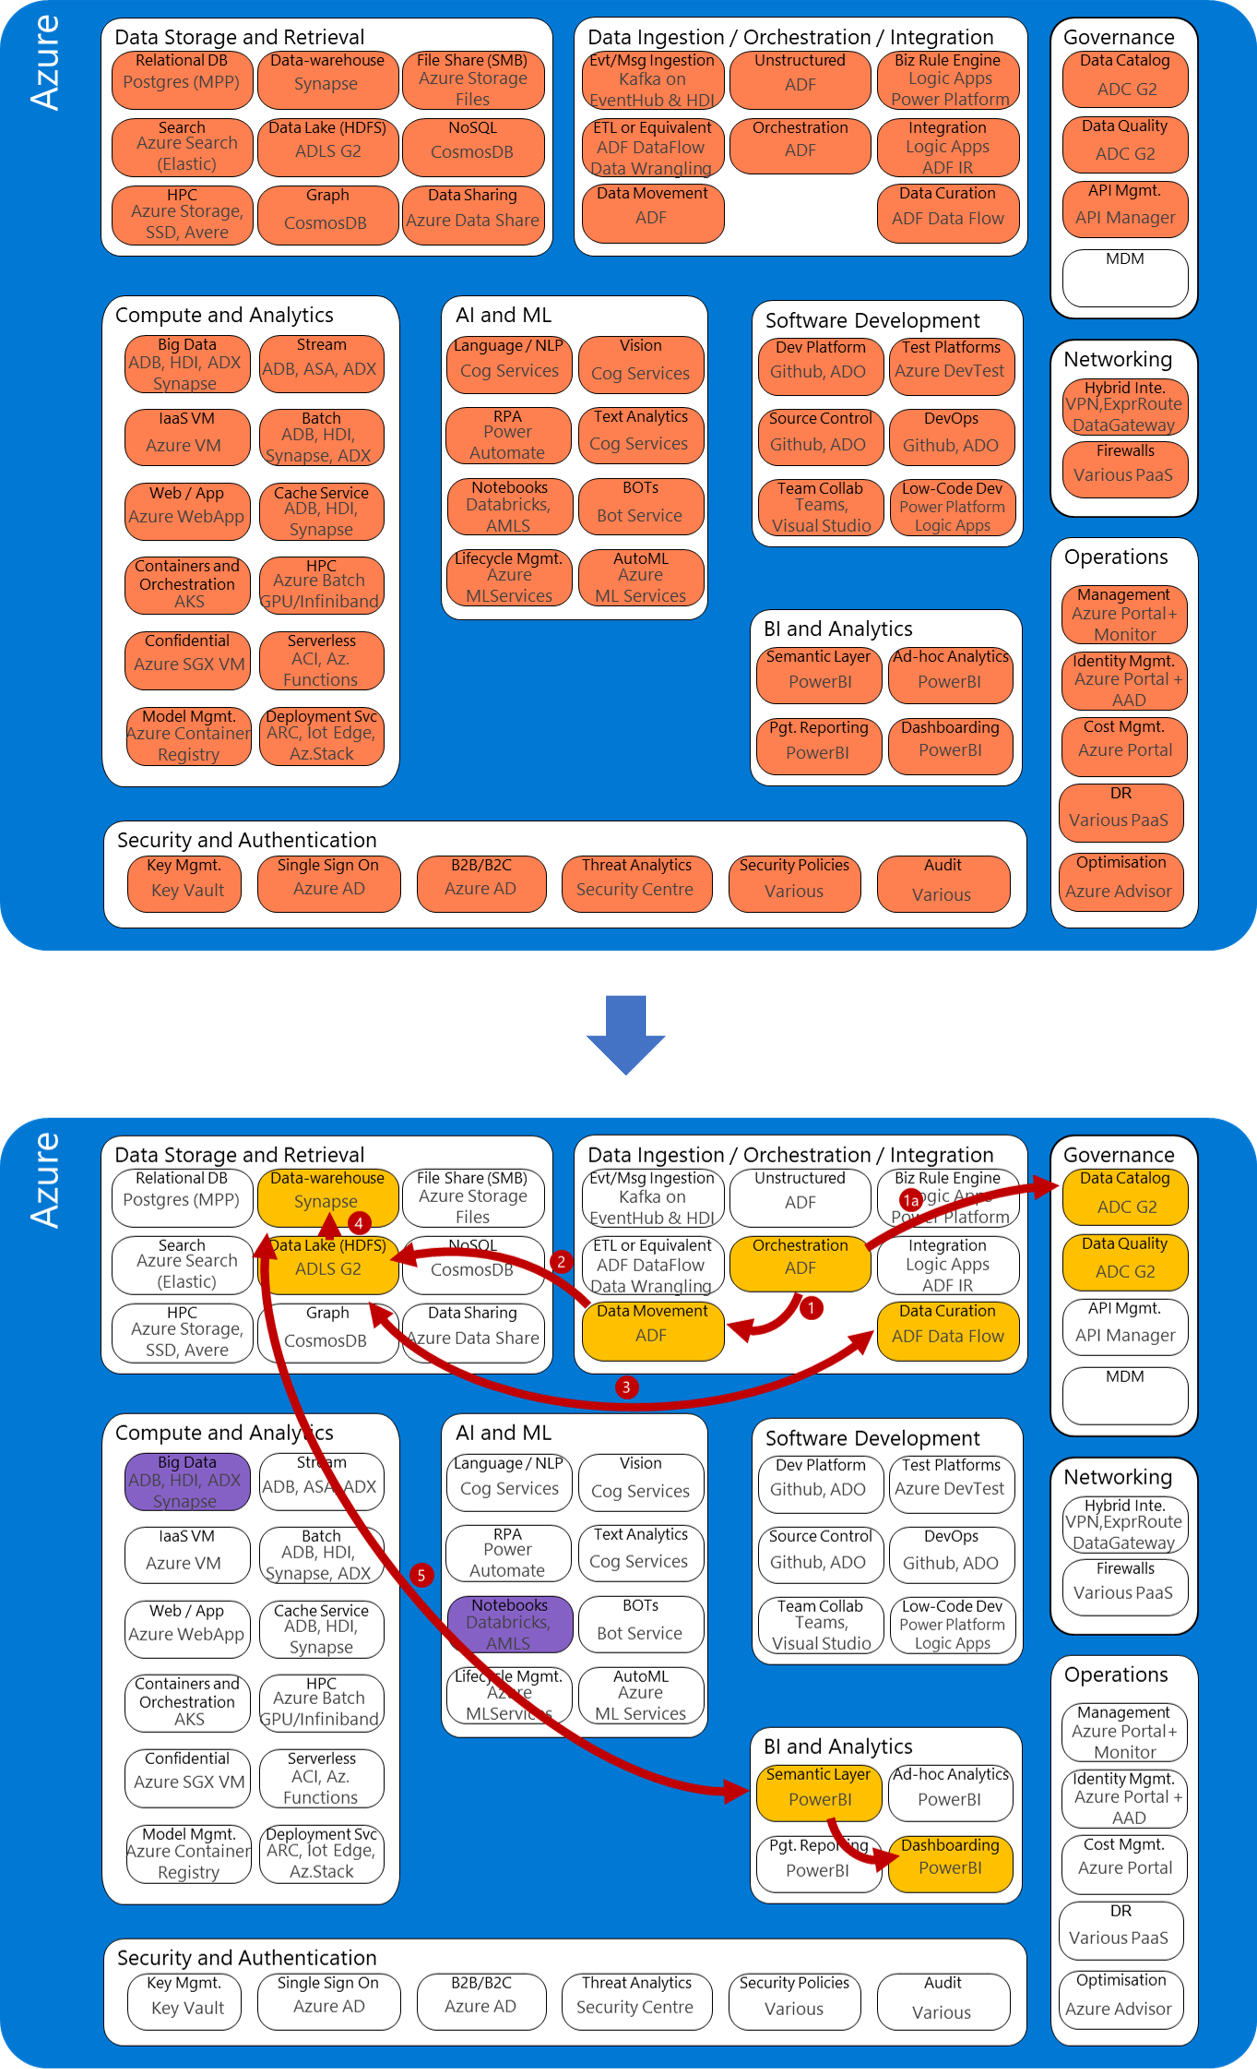 Azure
Data Storage and Retrieval
Relational DB
Postgres (MPP)
Data-warehouse
Synapse
File Share (SMB)
Azure Storage
Files
Search
Azure Search
(Elastic)
Data Lake (HDFS)
ADLS G2
NoSQL
CosmosDB
HPC
Azure Storage,
SSD, Avere
Graph
CosmosDB
Data Sharing
Azure Data Share
Data Ingestion / Orchestration / Integration
Evt/Msg Ingestion
Kafka on
EventHub & HDI
Unstructured
ADF
Biz Rule Engine
Logic Apps
Power Platform
ETL or Equivalent
ADF DataFlow
Data Wrangling
Orchestration
ADF
Integration
Logic Apps
ADF IR
Data Movement
ADF
Data Curation
ADF Data Flow
Governance
Data Catalog
ADC G2
Data Quality
ADC G2
API Mgmt.
API Manager
MDM
Compute and Analytics
Big Data
ADB, HDI, ADX
Synapse
Stream
ADB, ASA, ADX
IaaS VM
Azure VM
Batch
ADB, HDI,
Synapse, ADX
Web / App
Azure WebApp
Cache Service
ADB, HDI,
Synapse
Containers and
Orchestration
AKS
HPC
Azure Batch
GPU/Infiniband
Confidential
Azure SGX VM
Serverless
ACI, Az.
Functions
Model Mgmt.
Azure Container
Registry
Deployment Svc
ARC, Iot Edge,
Az.Stack
AI and ML
Language / NLP
Cog Services
Vision
Cog Services
RPA
Power
Automate
Text Analytics
Cog Services
Notebooks
Databricks,
AMLS
BOTs
Bot Service
Lifecycle Mgmt.
Azure
MLServices
AutoML
Azure
ML Services
Software Development
Dev Platform
Github, ADO
Test Platforms
Azure DevTest
Source Control
Github, ADO
DevOps
Github, ADO
Team Collab
Teams,
Visual Studio
Low-Code Dev
Power Platform
Logic Apps
BI and Analytics
Semantic Layer
PowerBI
Ad-hoc Analytics
PowerBI
Pgt. Reporting
PowerBI
Dashboarding
PowerBI
Networking
Hybrid Inte.
VPN,ExprRoute
DataGateway
Firewalls
Various PaaS
Operations
Management
Azure Portal+
Monitor
Identity Mgmt.
Azure Portal +
AAD
Cost Mgmt.
Azure Portal
DR
Various PaaS
Optimisation
Azure Advisor
Security and Authentication
Key Mgmt.
Key Vault
Single Sign On
Azure AD
B2B/B2C
Azure AD
Threat Analytics
Security Centre
Security Policies
Various
Audit
Various
Azure
Data Storage and Retrieval
Relational DB
Postgres (MPP)
Data-warehouse
Synapse
4
File Share (SMB)
Azure Storage
Files
Search
Azure Search
(Elastic)
Data Lake (HDFS)
ADLS G2
NoSQL
CosmosDB
HPC
Azure Storage,
SSD, Avere
Graph
CosmosDB
Data Sharing
Azure Data Share
2
3
Data Ingestion / Orchestration / Integration
Evt/Msg Ingestion
Kafka on
EventHub & HDI
Unstructured
ADF
Biz Rule Engine
1a
Logic Apps
Power Platform
ETL or Equivalent
ADF DataFlow
Data Wrangling
Orchestration
ADF
1
Integration
Logic Apps
ADF IR
Data Movement
ADF
Data Curation
ADF Data Flow
Governance
Data Catalog
ADC G2
Data Quality
ADC G2
API Mgmt.
API Manager
MDM
Compute and Analytics
Big Data
ADB, HDI, ADX
Synapse
Stream
ADB, ASA, ADX
IaaS VM
Azure VM
Batch
ADB, HDI,
Synapse, ADX
5
Web / App
Azure WebApp
Cache Service
ADB, HDI,
Synapse
Containers and
Orchestration
AKS
HPC
Azure Batch
GPU/Infiniband
Confidential
Azure SGX VM
Serverless
ACI, Az.
Functions
Model Mgmt.
Azure Container
Registry
Deployment Svc
ARC, Iot Edge,
Az.Stack
AI and ML
Language / NLP
Cog Services
Vision
Cog Services
RPA
Power
Automate
Text Analytics
Cog Services
Notebooks
Databricks,
AMLS
BOTs
Bot Service
Lifecycle Mgmt.
Azure
MLServices
AutoML
Azure
ML Services
Software Development
Dev Platform
Github, ADO
Test Platforms
Azure DevTest
Source Control
Github, ADO
DevOps
Github, ADO
Team Collab
Teams,
Visual Studio
Low-Code Dev
Power Platform
Logic Apps
BI and Analytics
Semantic Layer
PowerBI
Ad-hoc Analytics
PowerBI
Pgt. Reporting
PowerBI
Dashboarding
PowerBI
Networking
Hybrid Inte.
VPN,ExprRoute
DataGateway
Firewalls
Various PaaS
Operations
Management
Azure Portal+
Monitor
Identity Mgmt.
Azure Portal +
AAD
Cost Mgmt.
Azure Portal
DR
Various PaaS
Optimisation
Azure Advisor
Security and Authentication
Key Mgmt.
Key Vault
Single Sign On
Azure AD
B2B/B2C
Azure AD
Threat Analytics
Security Centre
Security Policies
Various
Audit
Various